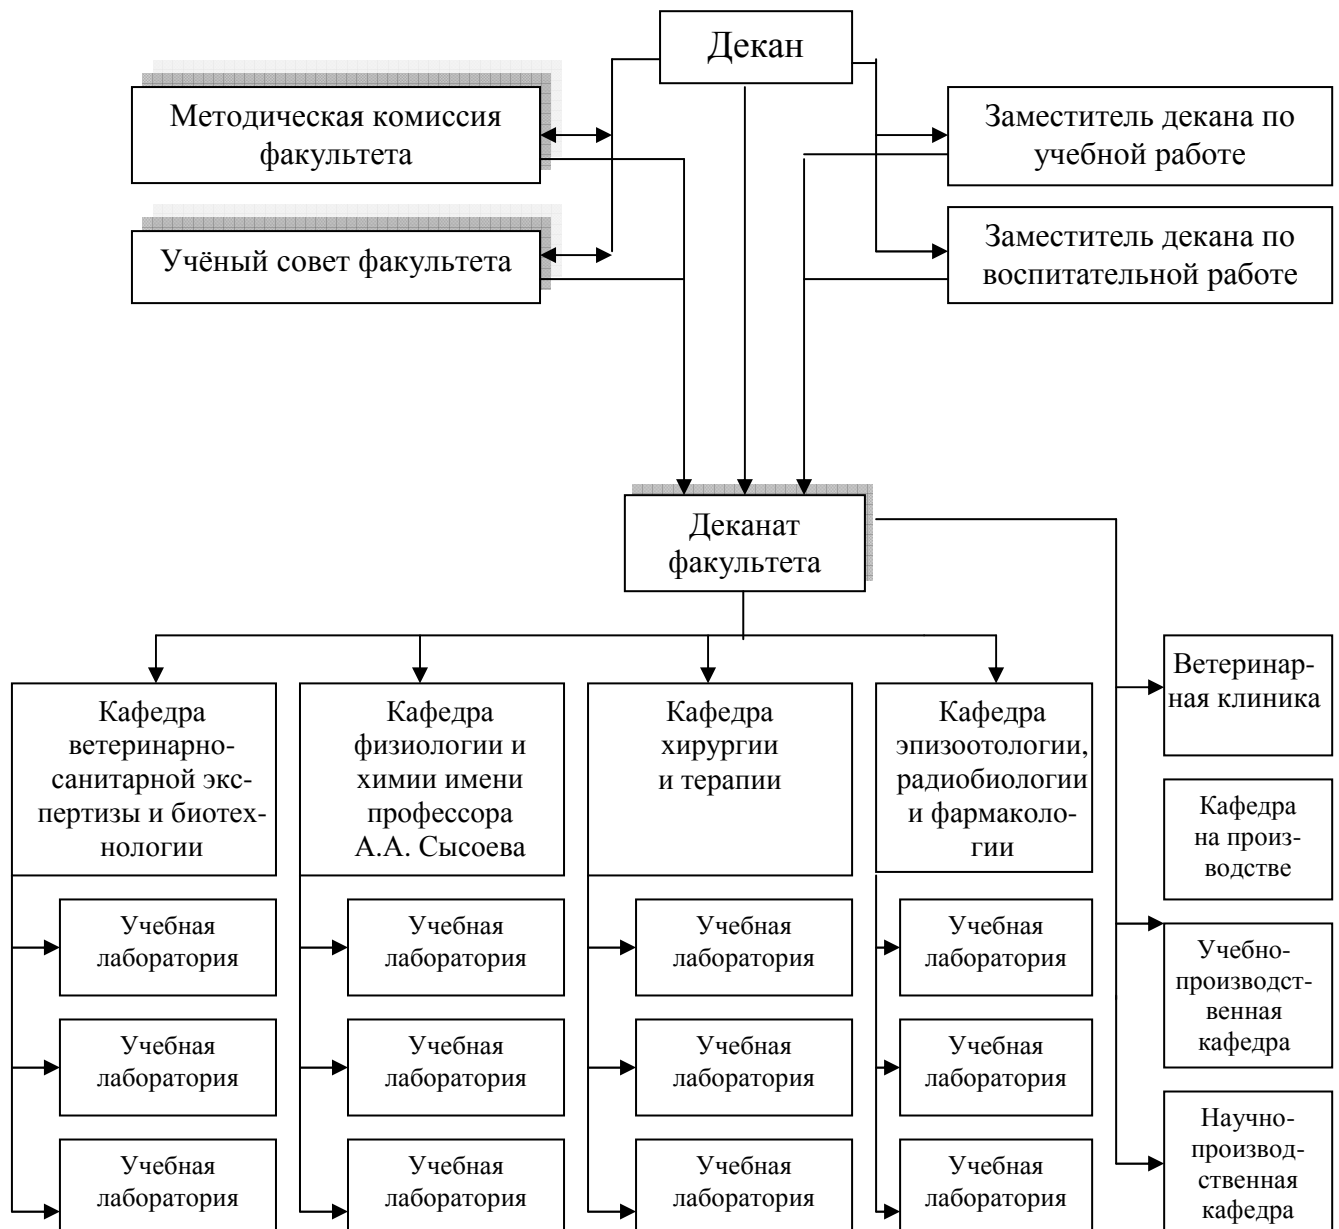 Декан
Методическая комиссия
факультета
Заместитель декана по
учебной работе
Учёный совет факультета
Заместитель декана по
воспитательной работе
Деканат
факультета
Кафедра
ветеринарно-
санитарной экс-
пертизы и биотех-
нологии
Кафедра
физиологии и
химии имени
профессора
А.А. Сысоева
Кафедра
хирургии
и терапии
Кафедра
эпизоотологии,
радиобиологии
и фармаколо-
гии
Ветеринар-
ная клиника
Кафедра
на произ-
водстве
Учебная
лаборатория
Учебная
лаборатория
Учебная
лаборатория
Учебная
лаборатория
Учебно-
производст-
венная
кафедра
Учебная
лаборатория
Учебная
лаборатория
Учебная
лаборатория
Учебная
лаборатория
Научно-
производ-
ственная
кафедра
Учебная
лаборатория
Учебная
лаборатория
Учебная
лаборатория
Учебная
лаборатория